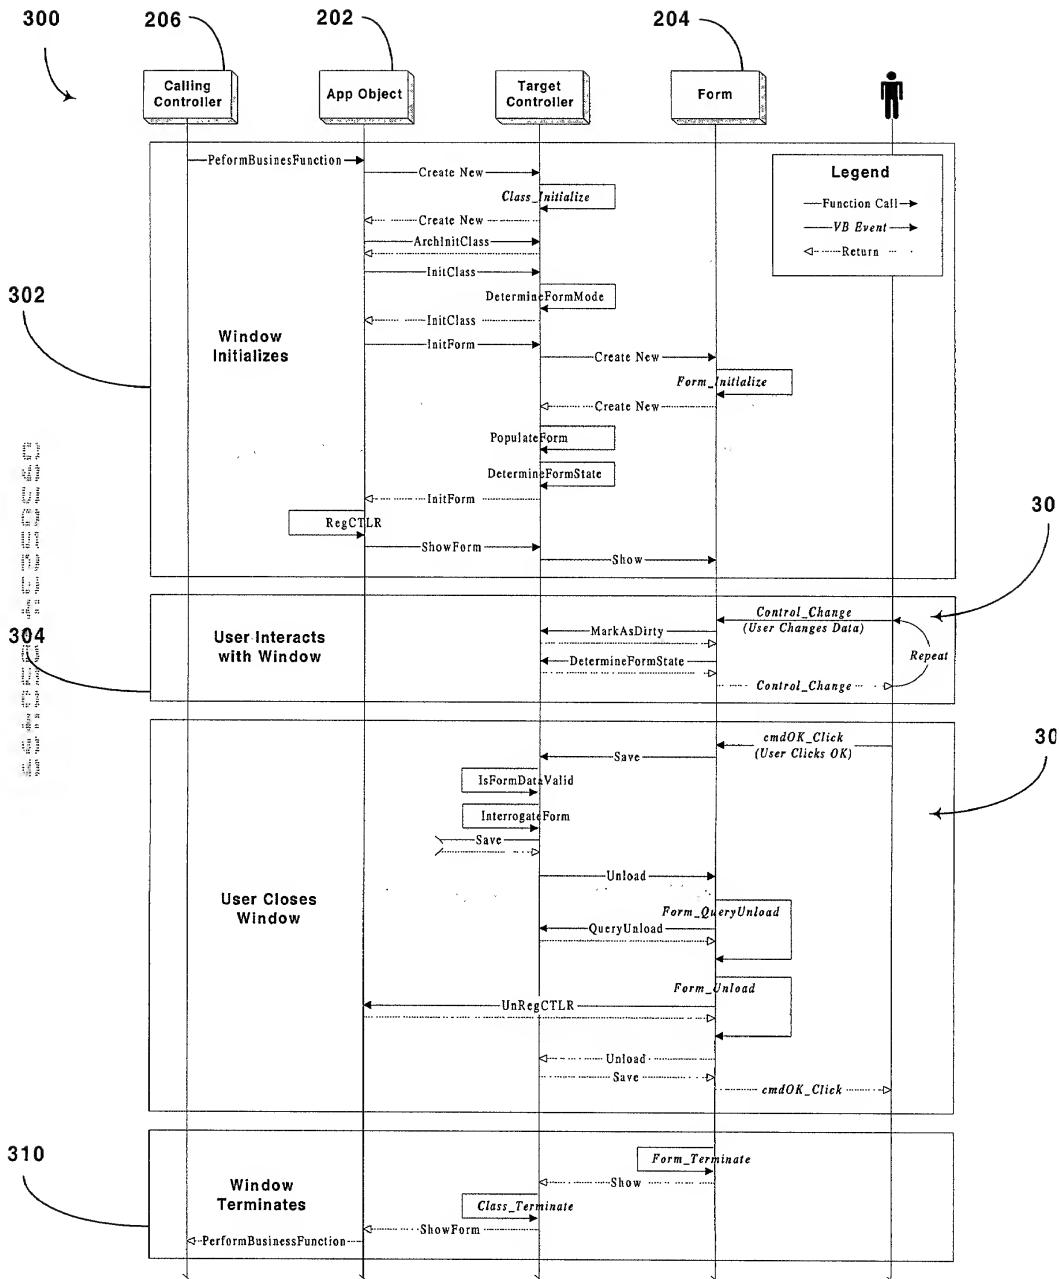 300
206
202
204
Calling
Controller
App Object
Target
Controller
Form
PeformBusinesFunction
Create New
Class_Initialize
Create New
ArchInitClass
InitClass
DetermineFormMode
InitClass
InitForm
Create New
Form_Initialize
Create New
PopulateForm
DetermineFormState
InitForm
RegCTLR
ShowForm
Show
Legend
Function Call
VB Event
Return
302
Window
Initializes
30
Control_Change
(User Changes Data)
MarkAsDirty
DetermineFormState
Repeat
Control_Change
304
User Interacts
with Window
30
cmdOK_Click
(User Clicks OK)
Save
IsFormDataValid
InterrogateForm
Save
Unload
Form_QueryUnload
QueryUnload
User Closes
Window
Form_Unload
UnRegCTLR
Unload
Save
cmdOK_Click
310
Window
Terminates
Form_Terminate
Show
Class_Terminate
ShowForm
PerformBusinessFunction